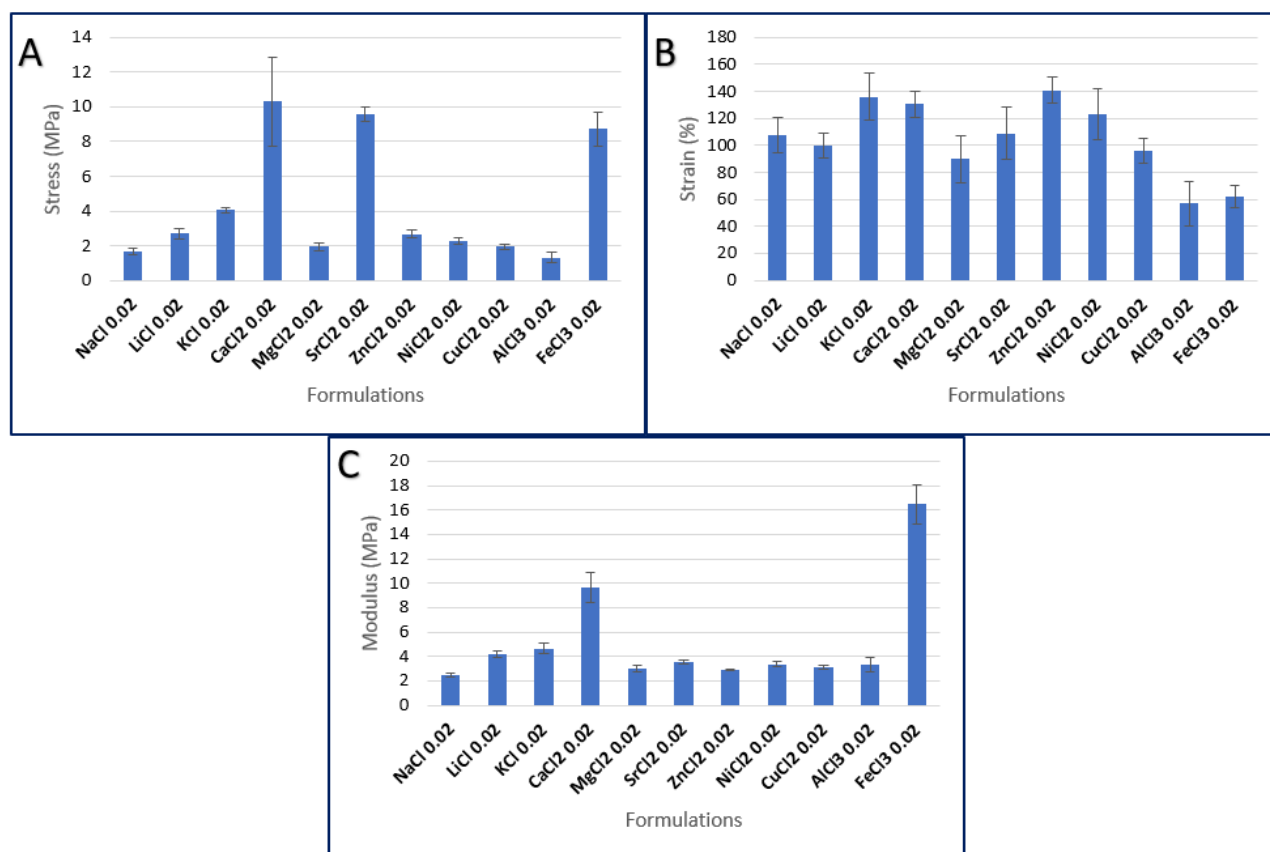 A
Stress (MPa)
14
12
10
8
6
4
2
0
NaCl 0.02
LiCl 0.02
KCl 0.02
CaCl2 0.02
MgCl2 0.02
SrCl2 0.02
ZnCl2 0.02
NiCl2 0.02
CuCl2 0.02
AlCl3 0.02
FeCl3 0.02
Formulations
B
Strain (%)
180
160
140
120
100
80
60
40
20
0
NaCl 0.02
LiCl 0.02
KCl 0.02
CaCl2 0.02
MgCl2 0.02
SrCl2 0.02
ZnCl2 0.02
NiCl2 0.02
CuCl2 0.02
AlCl3 0.02
FeCl3 0.02
Formulations
C
Modulus (MPa)
20
18
16
14
12
10
8
6
4
2
0
NaCl 0.02
LiCl 0.02
KCl 0.02
CaCl2 0.02
MgCl2 0.02
SrCl2 0.02
ZnCl2 0.02
NiCl2 0.02
CuCl2 0.02
AlCl3 0.02
FeCl3 0.02
Formulations